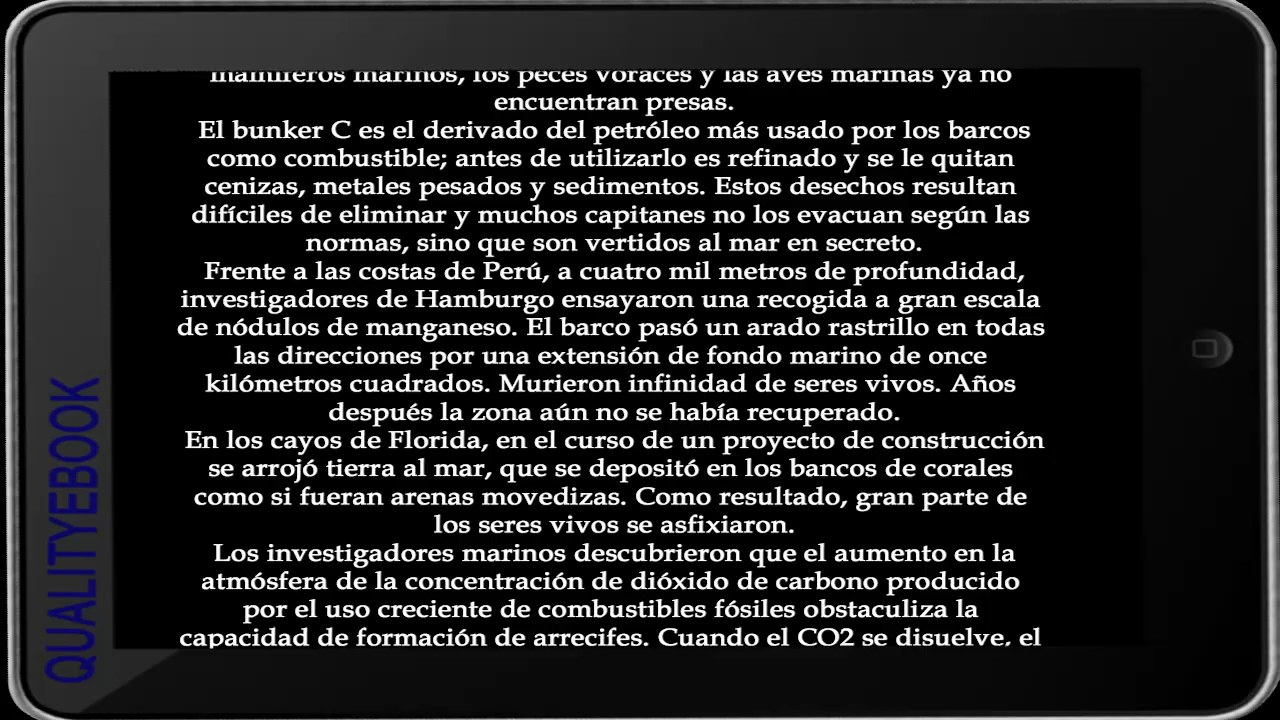 mamíferos marinos, los peces voraces y las aves marinas ya no
encuentran presas.
El bunker C es el derivado del petróleo más usado por los barcos
como combustible; antes de utilizarlo es refinado y se le quitan
cenizas, metales pesados y sedimentos. Estos desechos resultan
difíciles de eliminar y muchos capitanes no los evacuan según las
normas, sino que son vertidos al mar en secreto.
Frente a las costas de Perú, a cuatro mil metros de profundidad,
investigadores de Hamburgo ensayaron una recogida a gran escala
de nódulos de manganeso. El barco pasó un arado rastrillo en todas
las direcciones por una extensión de fondo marino de once
kilómetros cuadrados. Murieron infinidad de seres vivos. Años
después la zona aún no se había recuperado.
En los cayos de Florida, en el curso de un proyecto de construcción
se arrojó tierra al mar, que se depositó en los bancos de corales
como si fueran arenas movedizas. Como resultado, gran parte de
los seres vivos se asfixiaron.
Los investigadores marinos descubrieron que el aumento en la
atmósfera de la concentración de dióxido de carbono producido
por el uso creciente de combustibles fósiles obstaculiza la
capacidad de formación de arrecifes. Cuando el CO2 se disuelve, el
QUALITYEBOOK